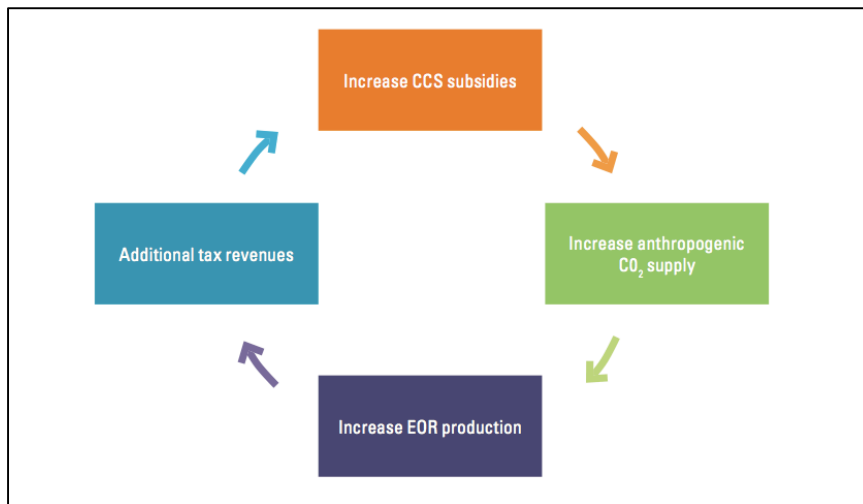 Increase CCS subsidies
Additional tax revenues
Increase anthropogenic
CO₂ supply
Increase EOR production